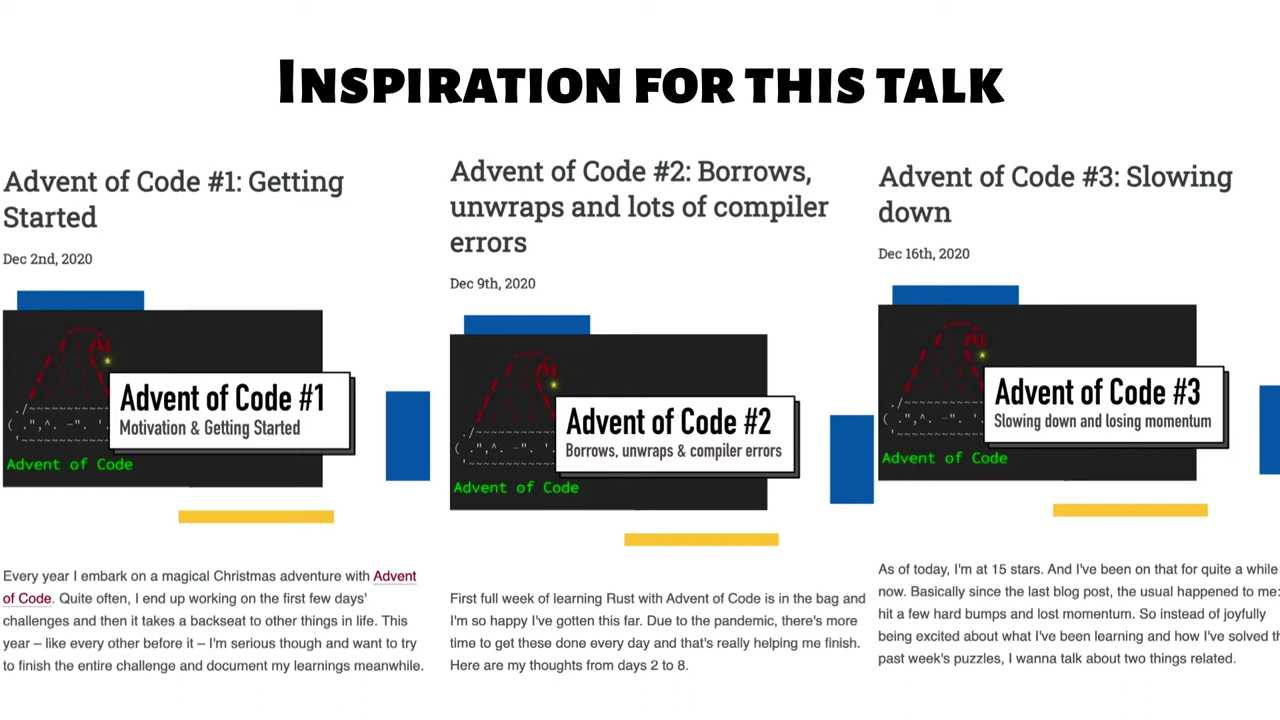 INSPIRATION FOR THIS TALK
Advent of Code #1: Getting
Started
Dec 2nd, 2020
Advent of Code #1
Motivation & Getting Started
Advent of Code
Every year I embark on a magical Christmas adventure with Advent
of Code. Quite often, I end up working on the first few days'
challenges and then it takes a backseat to other things in life. This
year – like every other before it – I'm serious though and want to try
to finish the entire challenge and document my learnings meanwhile.
Advent of Code #2: Borrows,
unwraps and lots of compiler
errors
Dec 9th, 2020
Advent of Code #2
Borrows, unwraps & compiler errors
Advent of Code
First full week of learning Rust with Advent of Code is in the bag and
I'm so happy I've gotten this far. Due to the pandemic, there's more
time to get these done every day and that's really helping me finish.
Here are my thoughts from days 2 to 8.
Advent of Code #3: Slowing
down
Dec 16th, 2020
Advent of Code #3
Slowing down and losing momentum
Advent of Code
As of today, I'm at 15 stars. And I've been on that for quite a while
now. Basically since the last blog post, the usual happened to me:
hit a few hard bumps and lost momentum. So instead of joyfully
being excited about what I've been learning and how I've solved
past week's puzzles, I wanna talk about two things related.